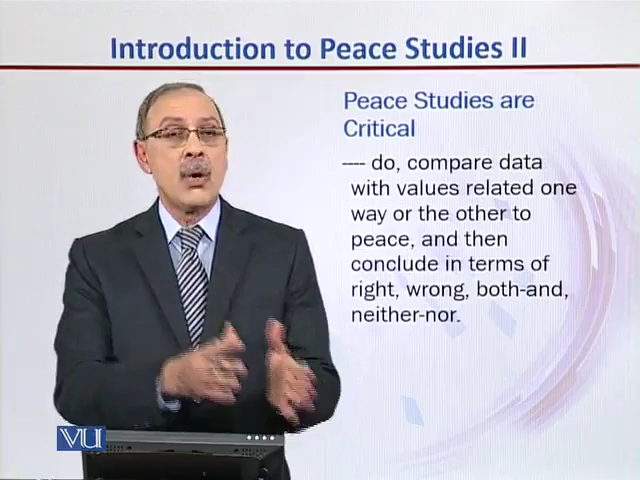 Introduction to Peace Studies II
Peace Studies are
Critical
---- do, compare data
with values related one
way or the other to
peace, and then
conclude in terms of
right, wrong, both-and,
neither-nor.
VU